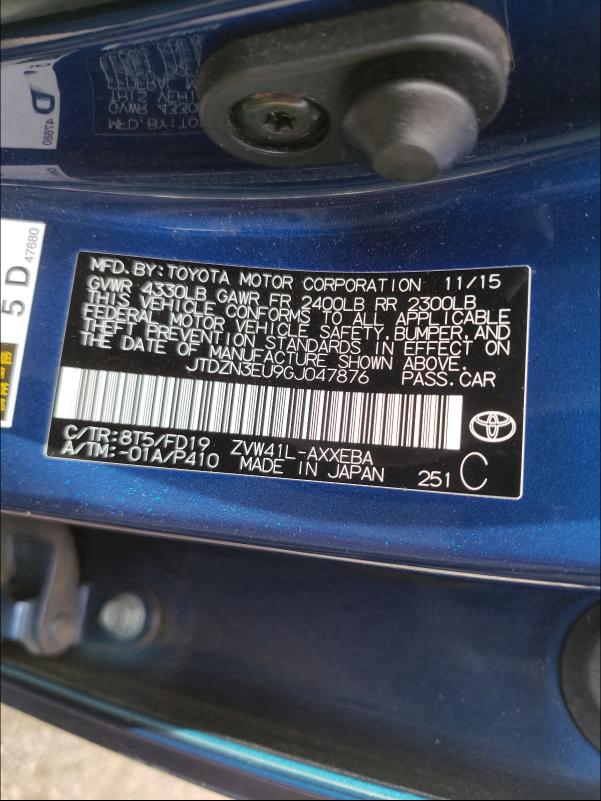 MFD. BY: TOYOTA MOTOR CORPORATION 11/15
GVWR 4330LB GAWR FR 2400LB RR 2300LB
THIS VEHICLE CONFORMS TO ALL APPLICABLE
FEDERAL MOTOR VEHICLE SAFETY, BUMPER, AND
THEFT PREVENTION STANDARDS IN EFFECT ON
THE DATE OF MANUFACTURE SHOWN ABOVE.
JTDZN3EU9GJ047876 PASS. CAR
C/TR: 8T5/FD19 ZVW41L-AXXEBA
A/TM: -01A/P410 MADE IN JAPAN 251 C
5 D 47680